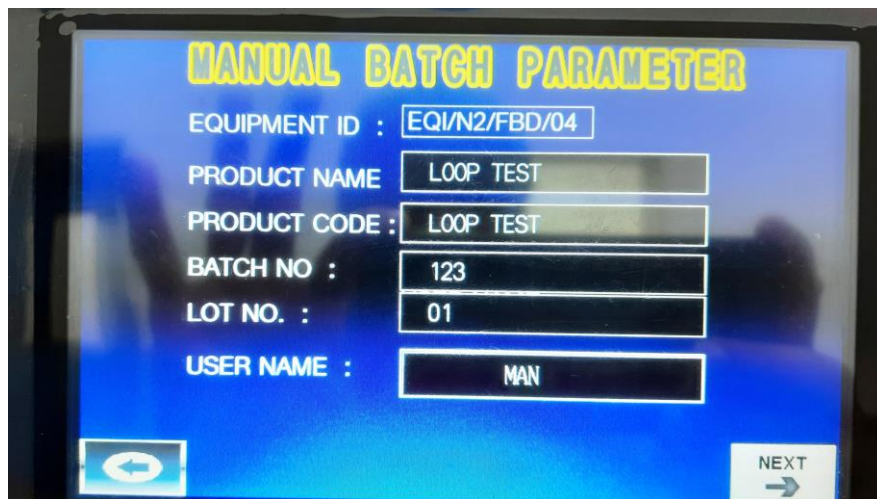 MANUAL BATCH PARAMETER
EQUIPMENT ID : EQI/N2/FBD/04
PRODUCT NAME LOOP TEST
PRODUCT CODE : LOOP TEST
BATCH NO : 123
LOT NO. : 01
USER NAME : MAN
NEXT